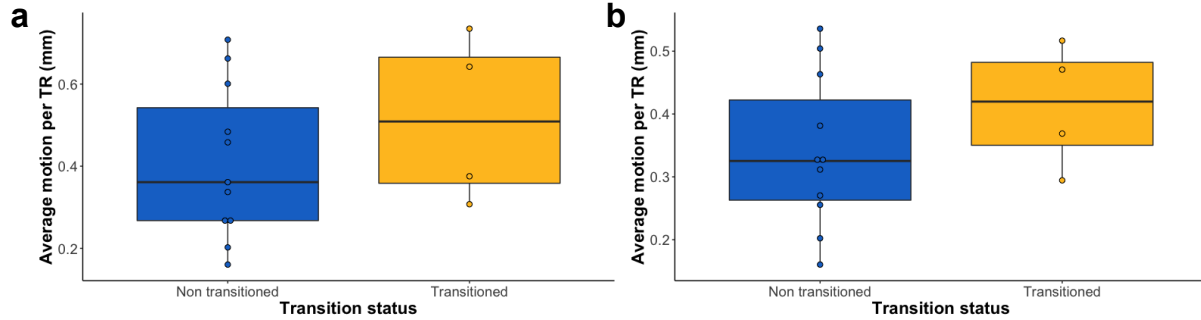 a
Average motion per TR (mm)
0.6
0.4
0.2
Non transitioned
Transitioned
Transition status
b
Average motion per TR (mm)
0.5
0.4
0.3
0.2
Non transitioned
Transitioned
Transition status